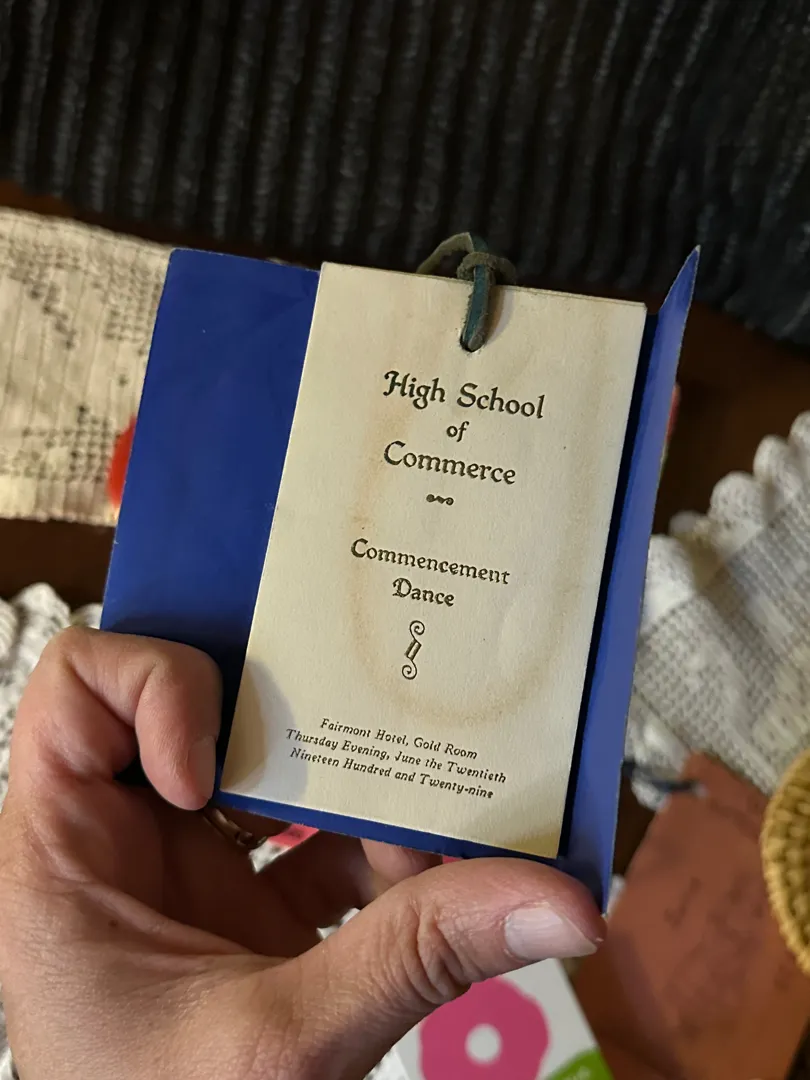 High School
of
Commerce
Commencement
Dance
Fairmont Hotel, Gold Room
Thursday Evening, June the Twentieth
Nineteen Hundred and Twenty-nine